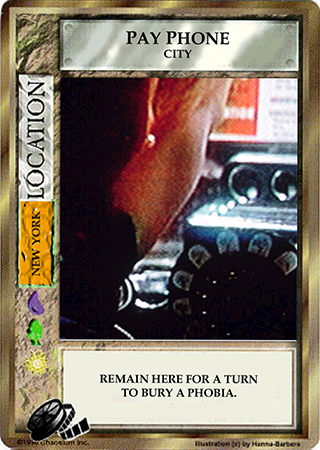 PAY PHONE
CITY
LOCATION
NEW YORK
REMAIN HERE FOR A TURN
TO BURY A PHOBIA.
Chaosium Inc.
Illustration (c) by Hanna-Barbera